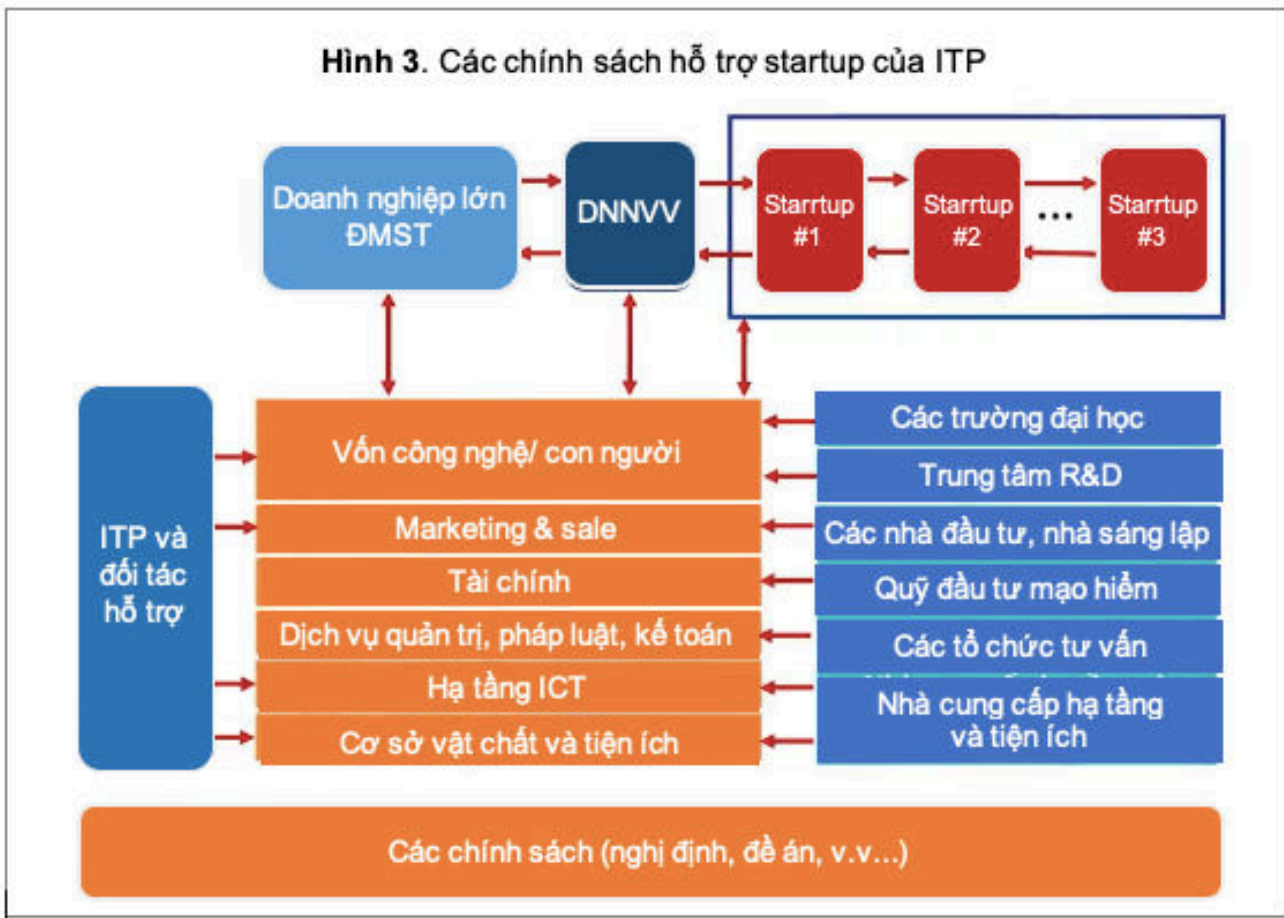 Hình 3. Các chính sách hỗ trợ startup của ITP
Doanh nghiệp lớn
ĐMST
DNNVV
Starrtup
#1
Starrtup
#2
...
Starrtup
#3
ITP và
đối tác
hỗ trợ
Vốn công nghệ/ con người
Marketing & sale
Tài chính
Dịch vụ quản trị, pháp luật, kế toán
Hạ tầng ICT
Cơ sở vật chất và tiện ích
Các trường đại học
Trung tâm R&D
Các nhà đầu tư, nhà sáng lập
Quỹ đầu tư mạo hiểm
Các tổ chức tư vấn
Nhà cung cấp hạ tầng
và tiện ích
Các chính sách (nghị định, đề án, v.v...)